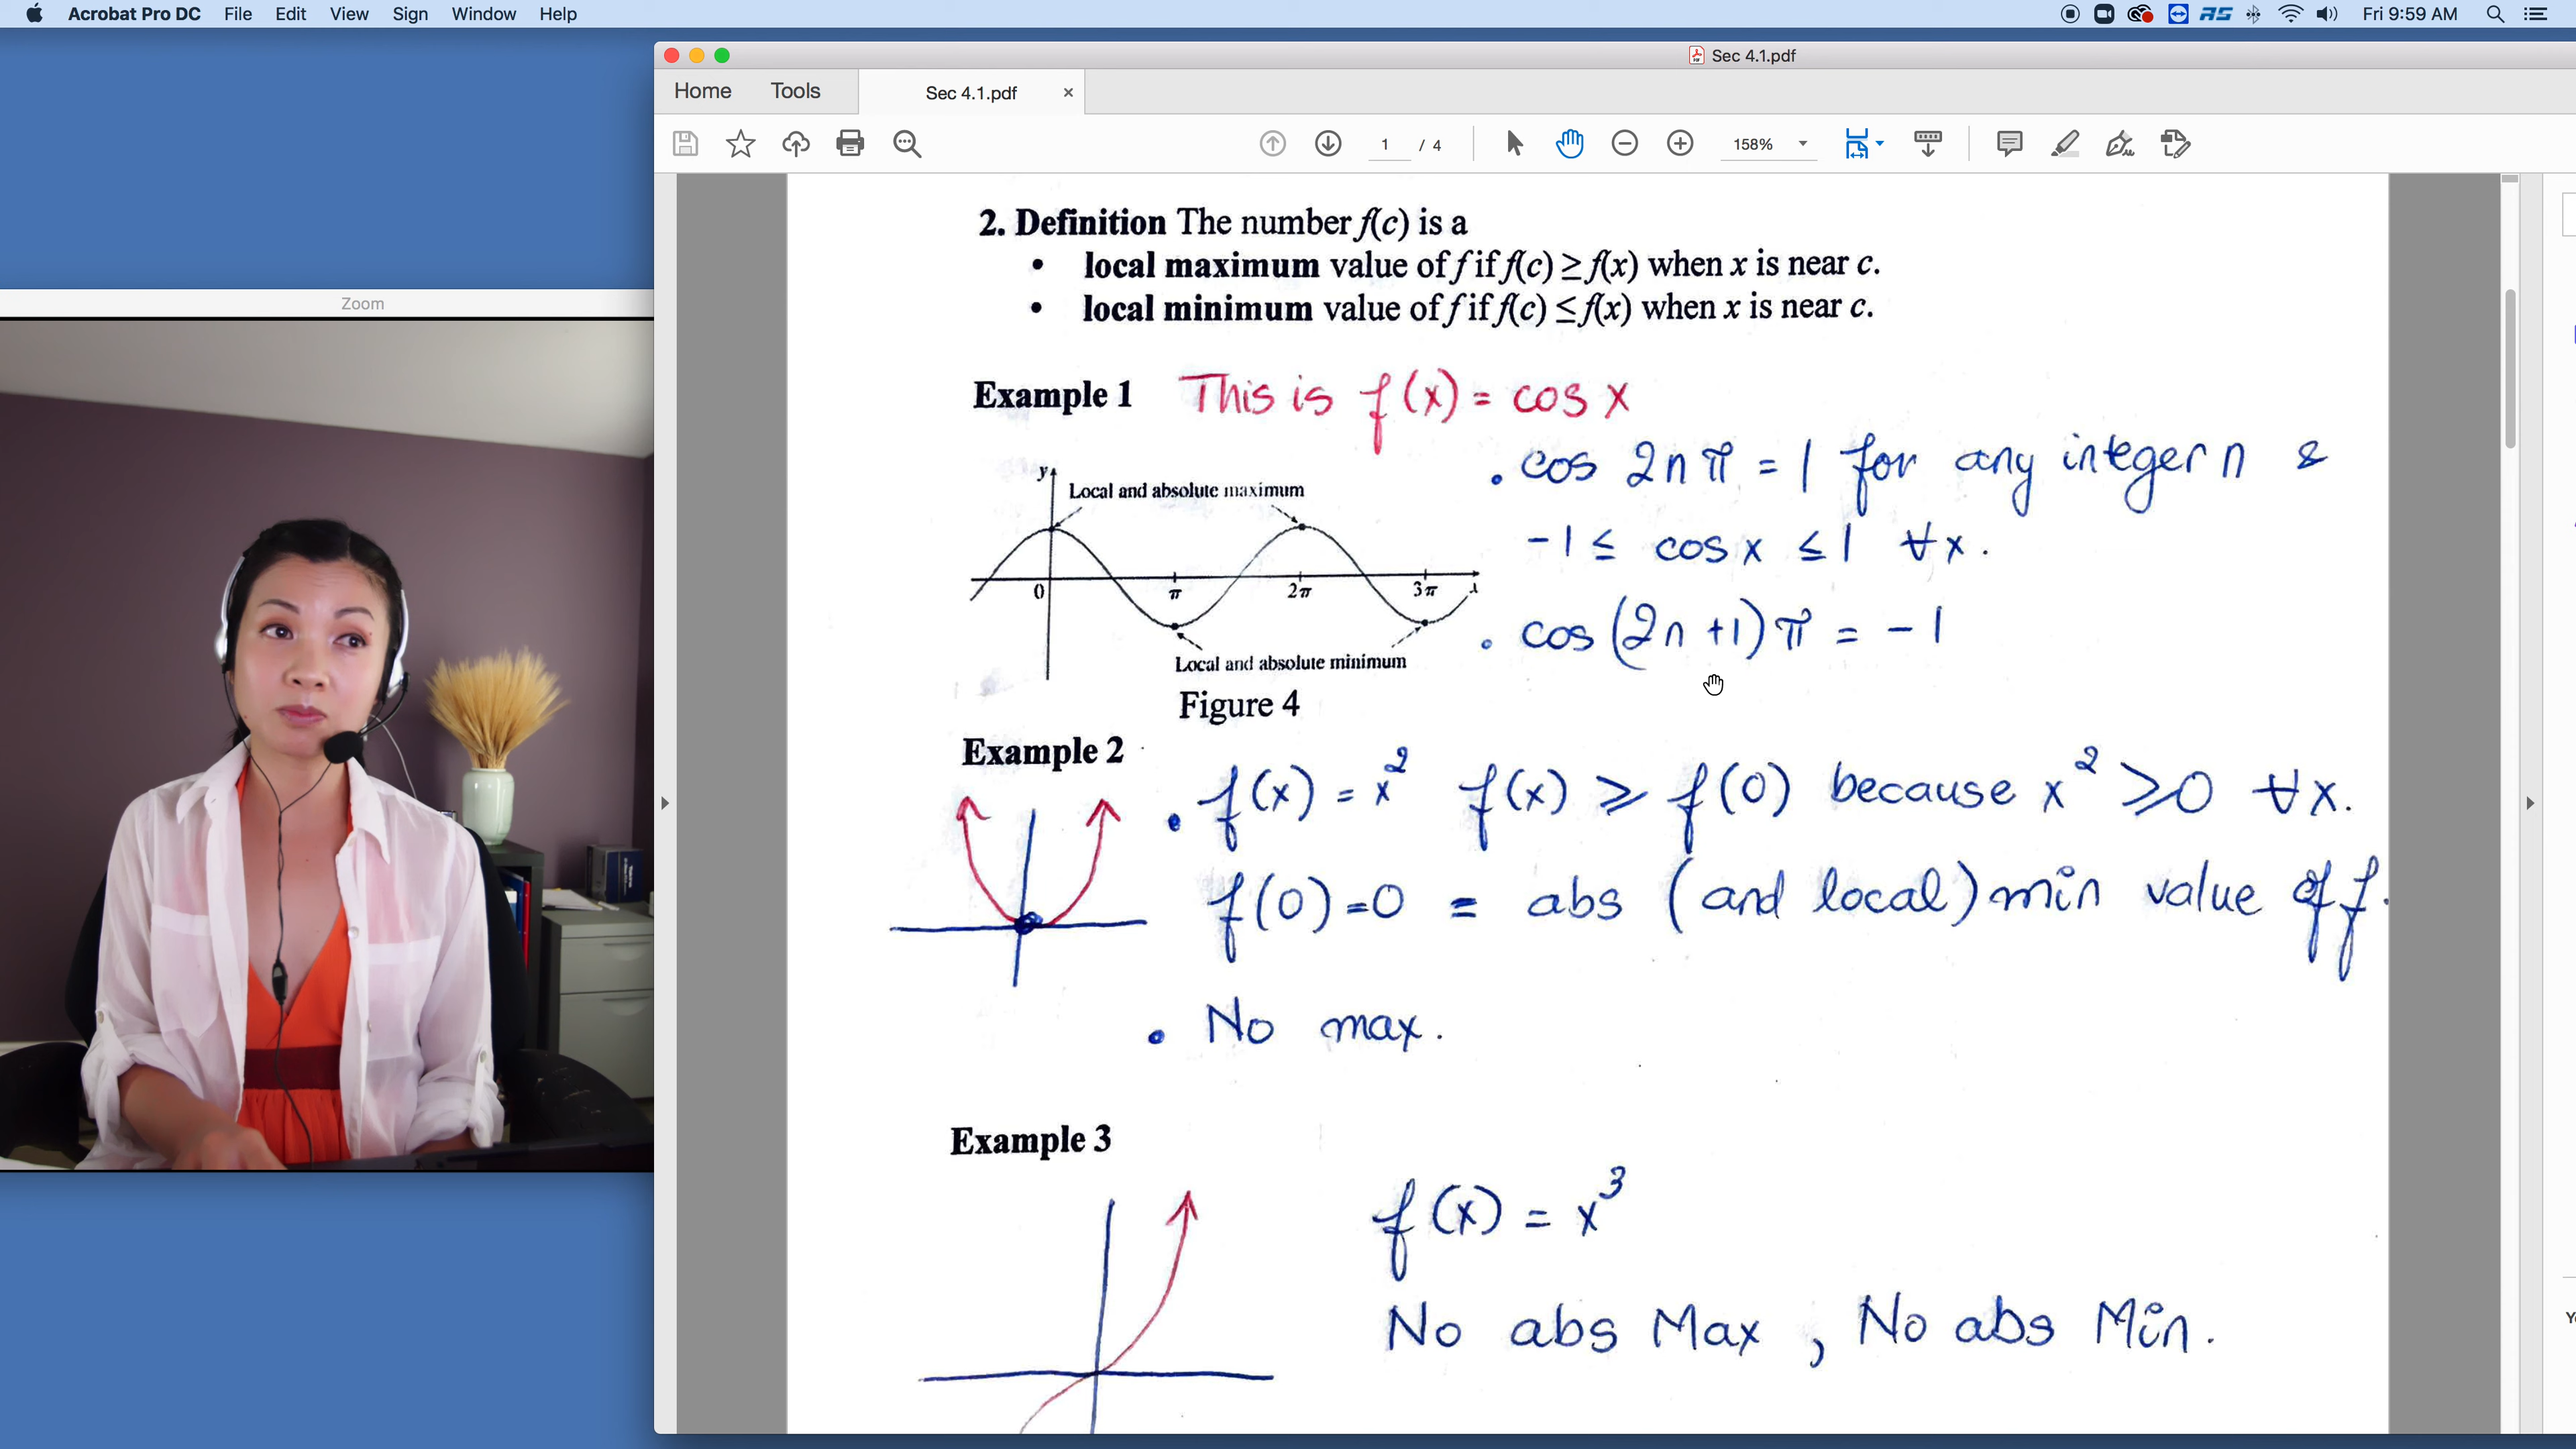 Acrobat Pro DC File Edit View Sign Window Help
Fri 9:59 AM
Zoom
Sec 4.1.pdf
Home Tools Sec 4.1.pdf ×
1 / 4 158%
2. Definition The number f(c) is a
• local maximum value of f if f(c) ≥ f(x) when x is near c.
• local minimum value of f if f(c) ≤ f(x) when x is near c.
Example 1 This is f(x) = cos x
• cos 2nπ = 1 for any integer n &
-1 ≤ cos x ≤ 1 ∀x.
• cos(2n+1)π = -1
y
Local and absolute maximum
0 π 2π 3π x
Local and absolute minimum
Figure 4
Example 2
• f(x) = x² f(x) ≥ f(0) because x² ≥ 0 ∀x.
f(0)=0 = abs (and local) min value of f.
• No max.
Example 3
f(x) = x³
No abs Max, No abs Min.